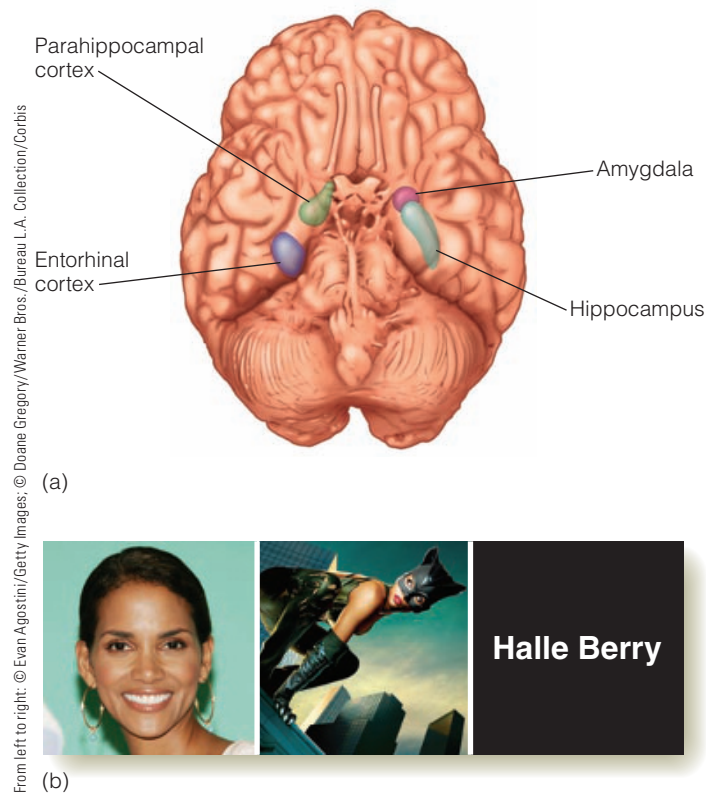 Parahippocampal
cortex
Amygdala
Entorhinal
cortex
Hippocampus
(a)
Halle Berry
(b)
From left to right: © Evan Agostini/Getty Images; © Doane Gregory/Warner Bros./Bureau L.A. Collection/Corbis